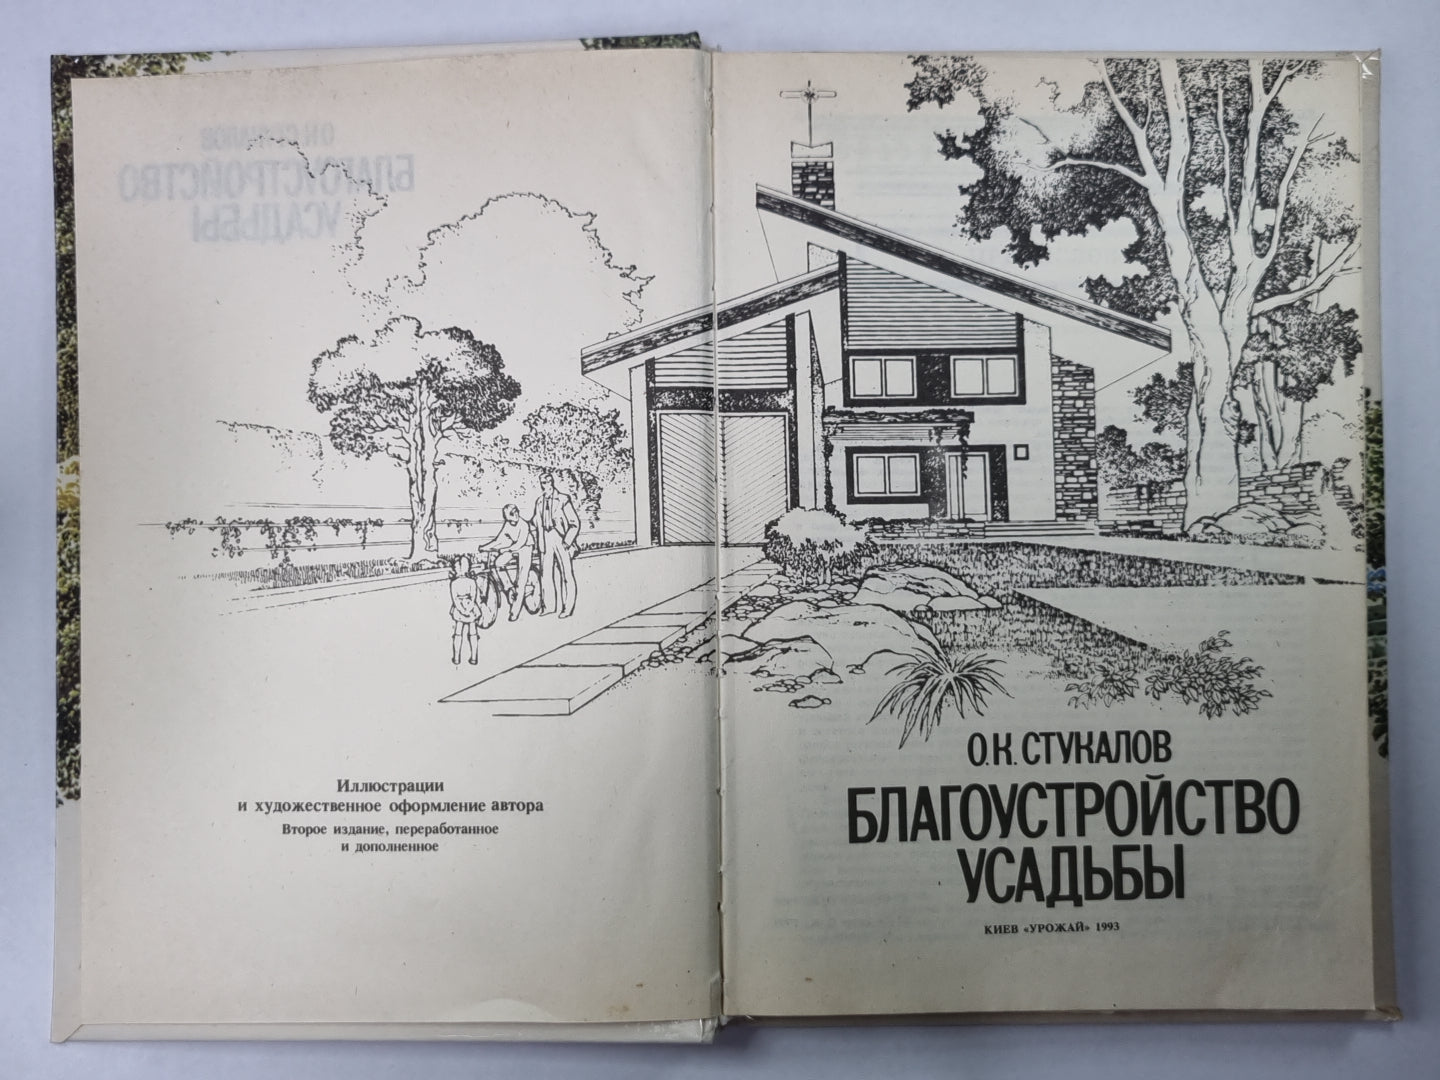 Иллюстрации
и художественное оформление автора
Второе издание, переработанное
и дополненное
О.К. СТУКАЛОВ
БЛАГОУСТРОЙСТВО
УСАДЬБЫ
КИЕВ «УРОЖАЙ» 1993